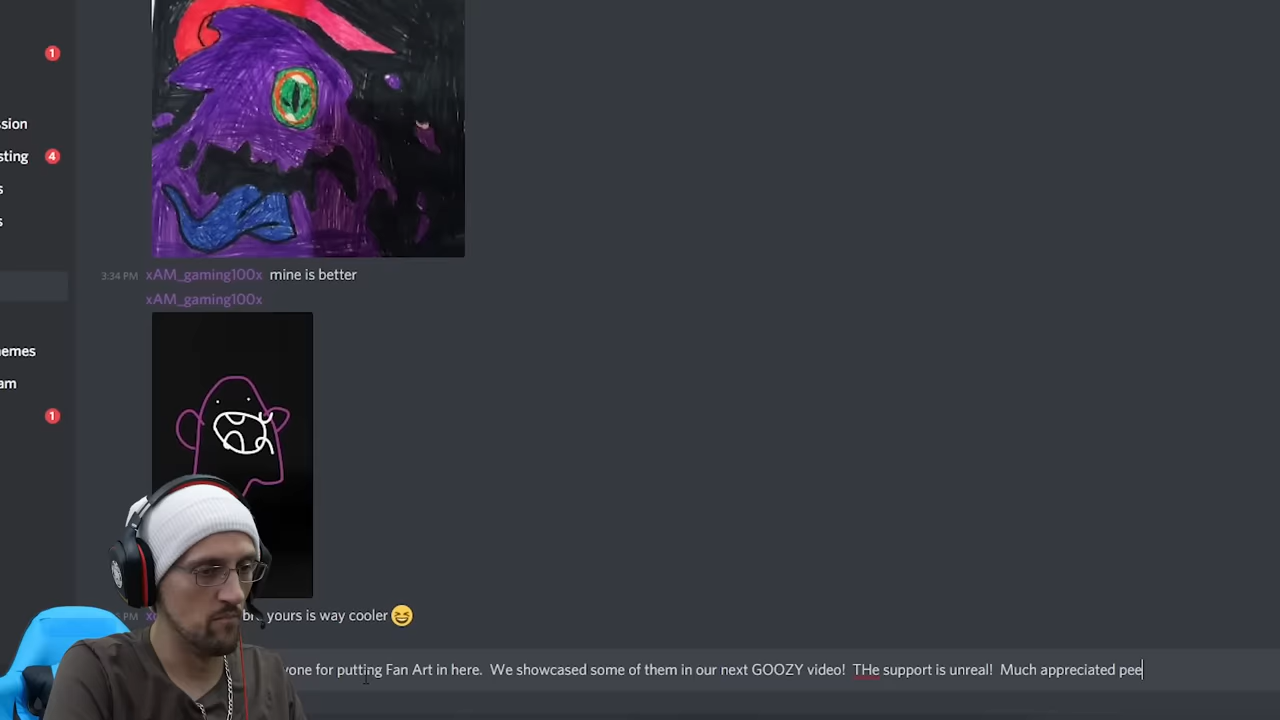 1
ssion
sting 4
s
s
3:34 PM xAM_gaming100x mine is better
xAM_gaming100x
emes
am
1
PM yours is way cooler
yone for putting Fan Art in here. We showcased some of them in our next GOOZY video! THe support is unreal! Much appreciated pee